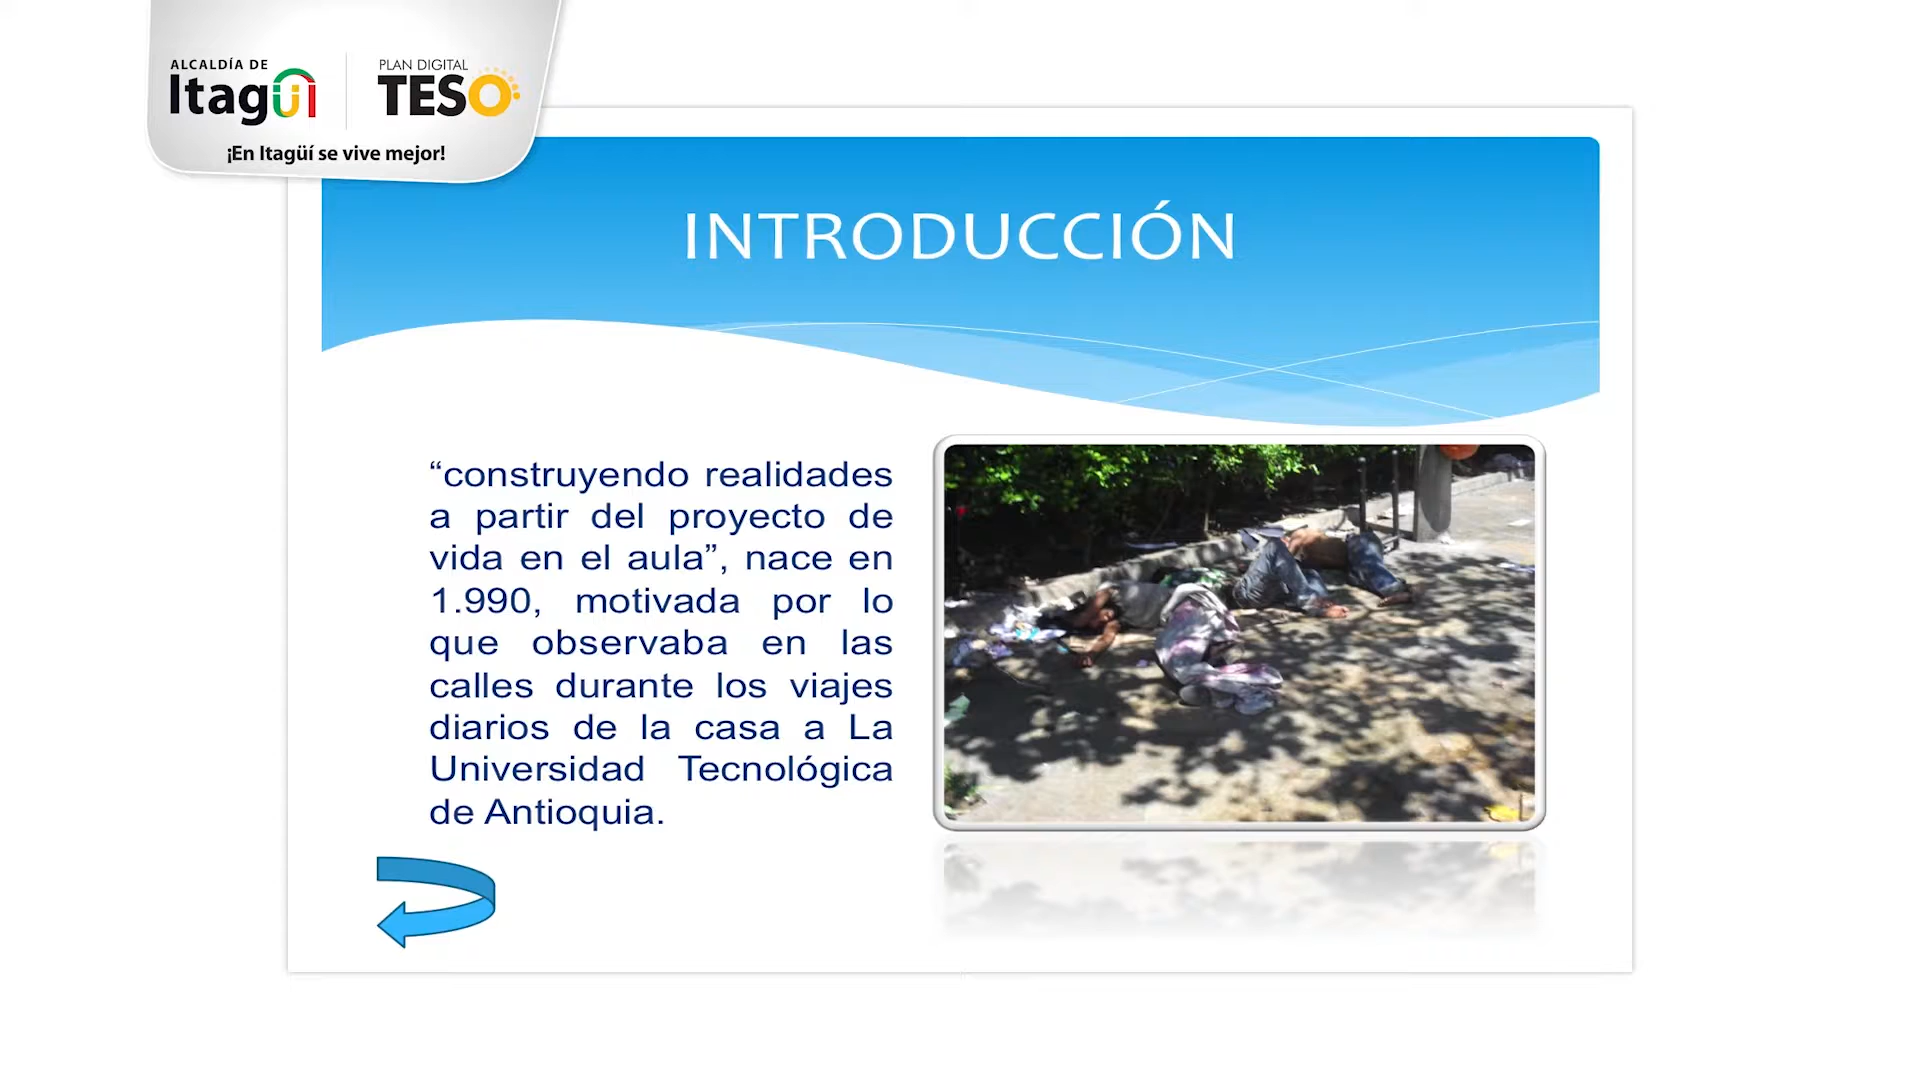 ALCALDÍA DE
Itagüí
PLAN DIGITAL
TESO
¡En Itagüí se vive mejor!
INTRODUCCIÓN
“construyendo realidades
a partir del proyecto de
vida en el aula”, nace en
1.990, motivada por lo
que observaba en las
calles durante los viajes
diarios de la casa a La
Universidad Tecnológica
de Antioquia.